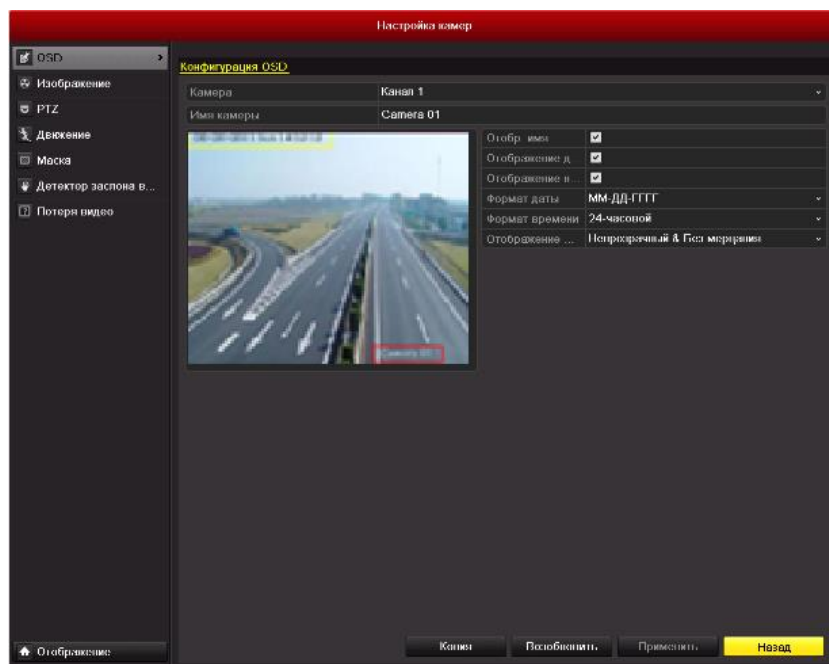 Настройка камер
OSD
Изображение
PTZ
Движение
Маска
Детектор заслона в...
Потеря видео
Отображение
Конфигурация OSD
Камера Канал 1
Имя камеры Camera 01
Отобр. имя
Отображение д
Отображение н...
Формат даты ММ-ДД-ГГГГ
Формат времени 24-часовой
Отображение ... Непрозрачный & Без мерцания
Camera 01
Копия Возобновить Применить Назад